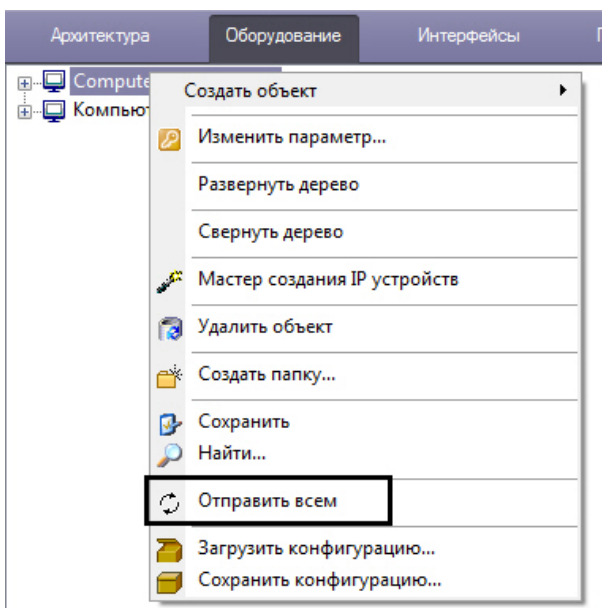 Архитектура Оборудование Интерфейсы
Compute
Компьют
Создать объект
Изменить параметр...
Развернуть дерево
Свернуть дерево
Мастер создания IP устройств
Удалить объект
Создать папку...
Сохранить
Найти...
Отправить всем
Загрузить конфигурацию...
Сохранить конфигурацию...